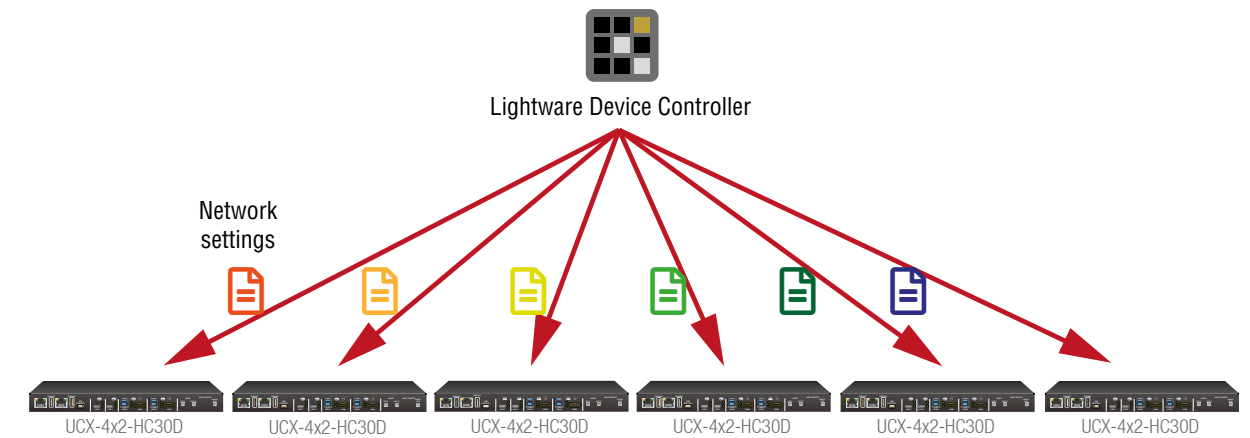 Lightware Device Controller
Network
settings
UCX-4x2-HC30D
UCX-4x2-HC30D
UCX-4x2-HC30D
UCX-4x2-HC30D
UCX-4x2-HC30D
UCX-4x2-HC30D